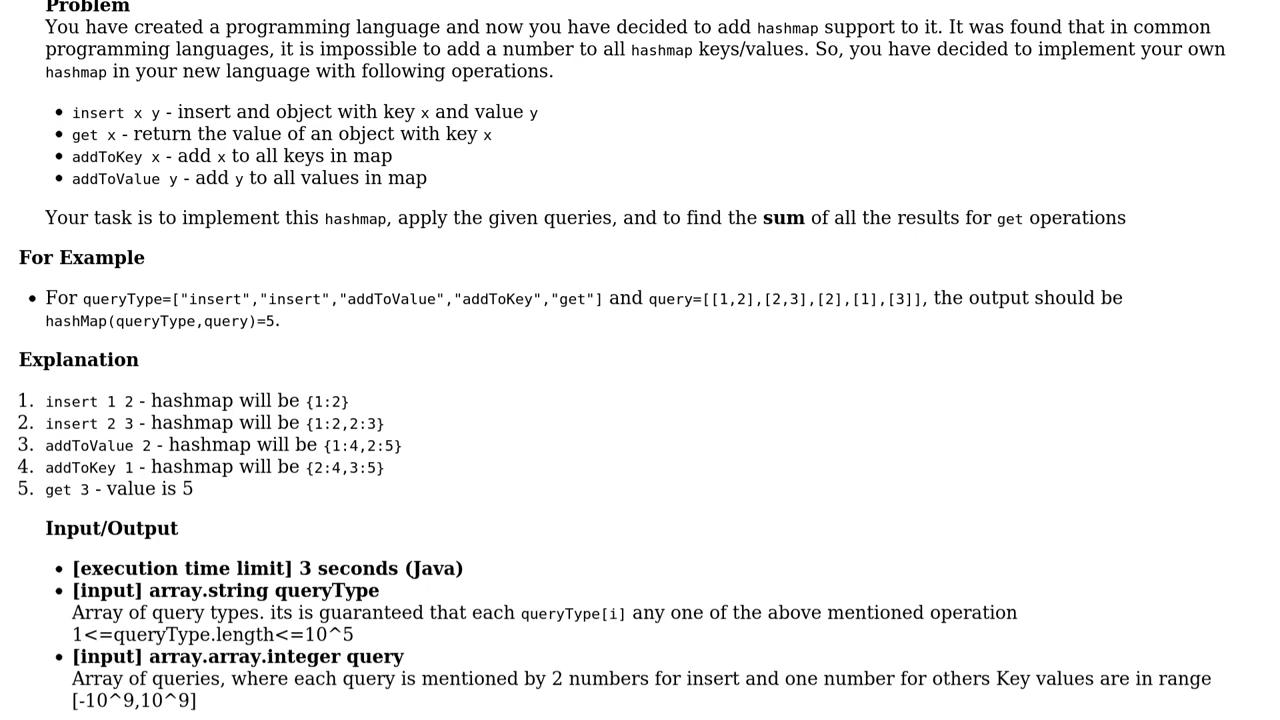 Problem
You have created a programming language and now you have decided to add hashmap support to it. It was found that in common
programming languages, it is impossible to add a number to all hashmap keys/values. So, you have decided to implement your own
hashmap in your new language with following operations.
• insert x y - insert and object with key x and value y
• get x - return the value of an object with key x
• addToKey x - add x to all keys in map
• addToValue y - add y to all values in map
Your task is to implement this hashmap, apply the given queries, and to find the sum of all the results for get operations
For Example
• For queryType=["insert","insert","addToValue","addToKey","get"] and query=[[1,2],[2,3],[2],[1],[3]], the output should be
hashMap(queryType,query)=5.
Explanation
1. insert 1 2 - hashmap will be {1:2}
2. insert 2 3 - hashmap will be {1:2,2:3}
3. addToValue 2 - hashmap will be {1:4,2:5}
4. addToKey 1 - hashmap will be {2:4,3:5}
5. get 3 - value is 5
Input/Output
• [execution time limit] 3 seconds (Java)
• [input] array.string queryType
Array of query types. its is guaranteed that each queryType[i] any one of the above mentioned operation
1<=queryType.length<=10^5
• [input] array.array.integer query
Array of queries, where each query is mentioned by 2 numbers for insert and one number for others Key values are in range
[-10^9,10^9]